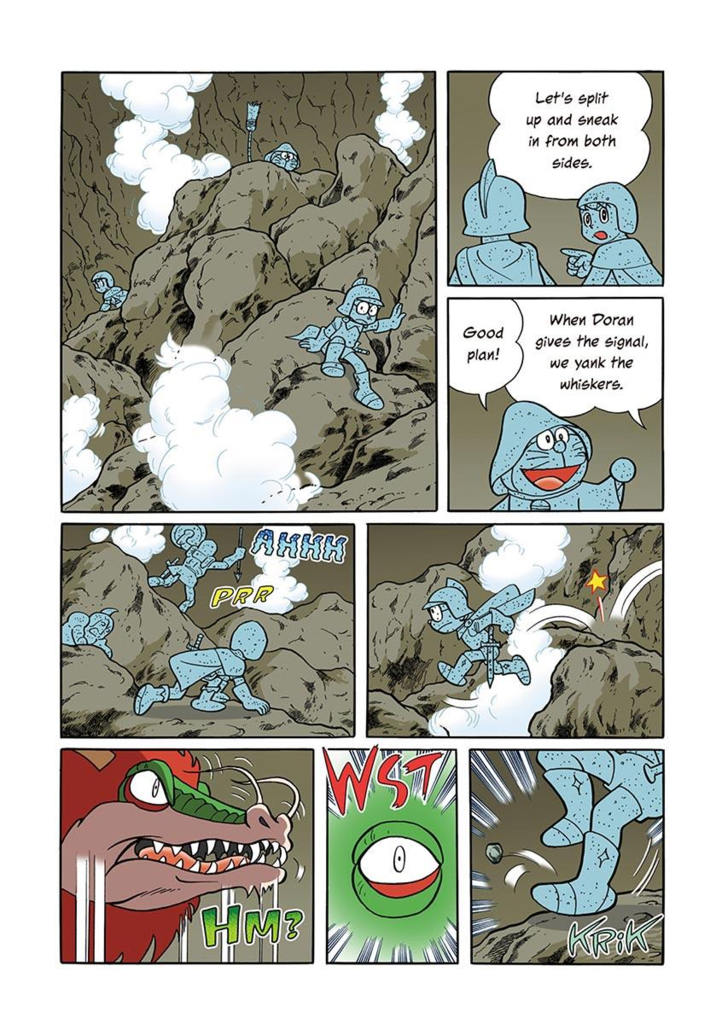 Let's split
up and sneak
in from both
sides.
Good
plan!
When Doran
gives the signal,
we yank the
whiskers.
AHHH
PRR
HM?
WST
KRiK